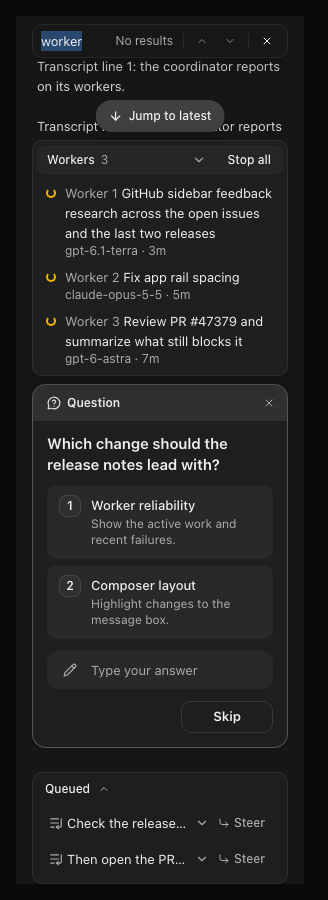 worker No results
Transcript line 1: the coordinator reports
on its workers.
Jump to latest
Transcript reports
Workers 3 Stop all
Worker 1 GitHub sidebar feedback
research across the open issues
and the last two releases
gpt-6.1-terra · 3m
Worker 2 Fix app rail spacing
claude-opus-5-5 · 5m
Worker 3 Review PR #47379 and
summarize what still blocks it
gpt-6-astra · 7m
Question
Which change should the
release notes lead with?
1 Worker reliability
Show the active work and
recent failures.
2 Composer layout
Highlight changes to the
message box.
Type your answer
Skip
Queued
Check the release... Steer
Then open the PR... Steer